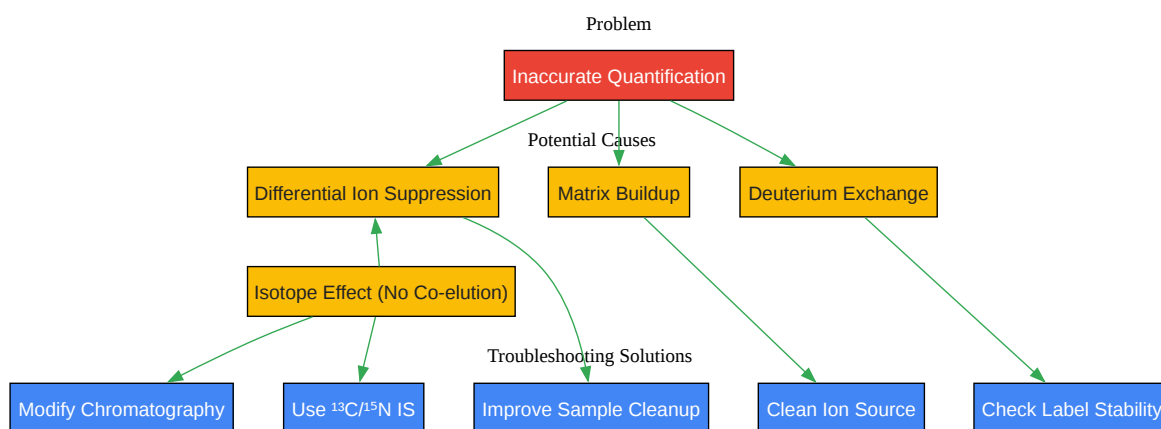 Problem
Inaccurate Quantification
Potential Causes
Differential Ion Suppression
Matrix Buildup
Deuterium Exchange
Isotope Effect (No Co-elution)
Troubleshooting Solutions
Modify Chromatography
Use ¹³C/¹⁵N IS
Improve Sample Cleanup
Clean Ion Source
Check Label Stability